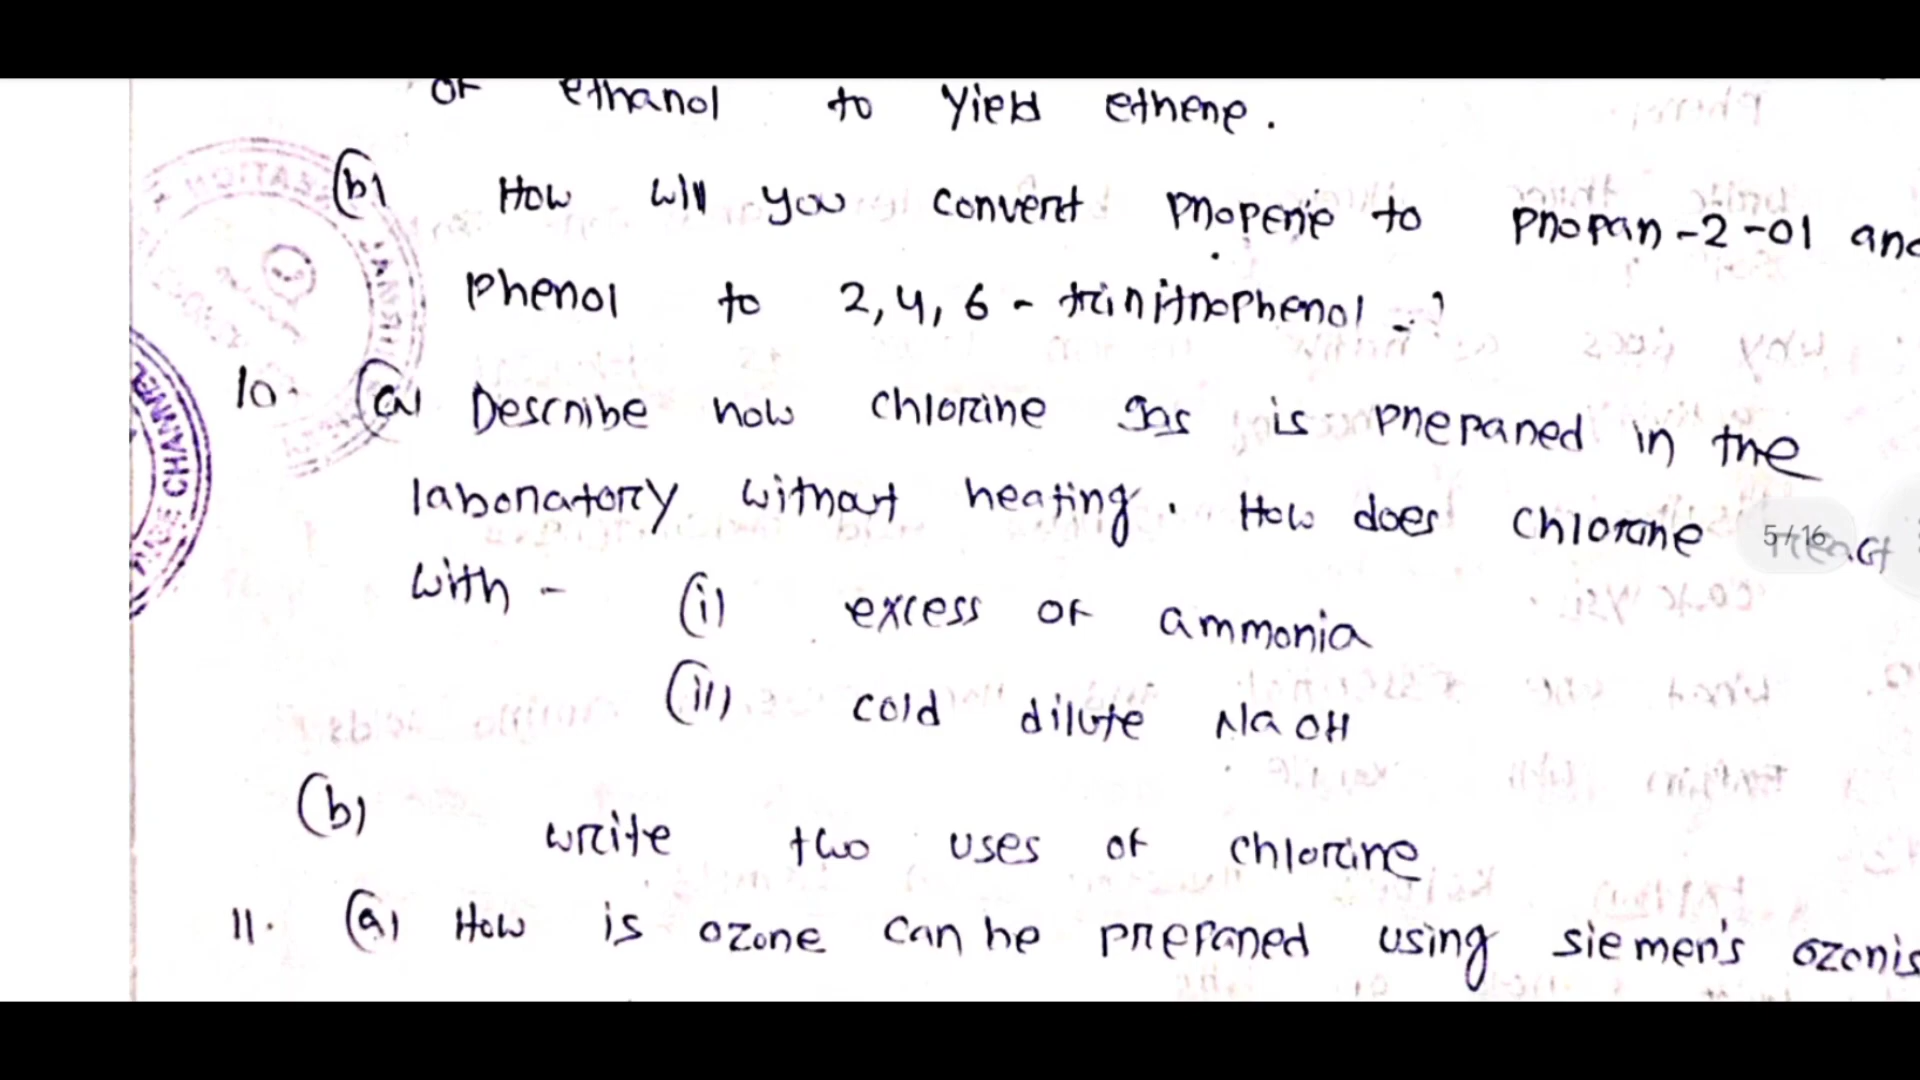 of ethanol to yield ethene.
(b) How will you convert propene to propan-2-ol and
phenol to 2,4,6 - trinitrophenol - ?
10. (a) Describe how chlorine gas is prepared in the
laboratory without heating. How does chlorine react
with - (i) excess of ammonia
(ii) cold dilute NaOH
(b) write two uses of chlorine
11. (a) How is ozone can be prepared using siemen's ozonis
CHANNEL
5 / 16